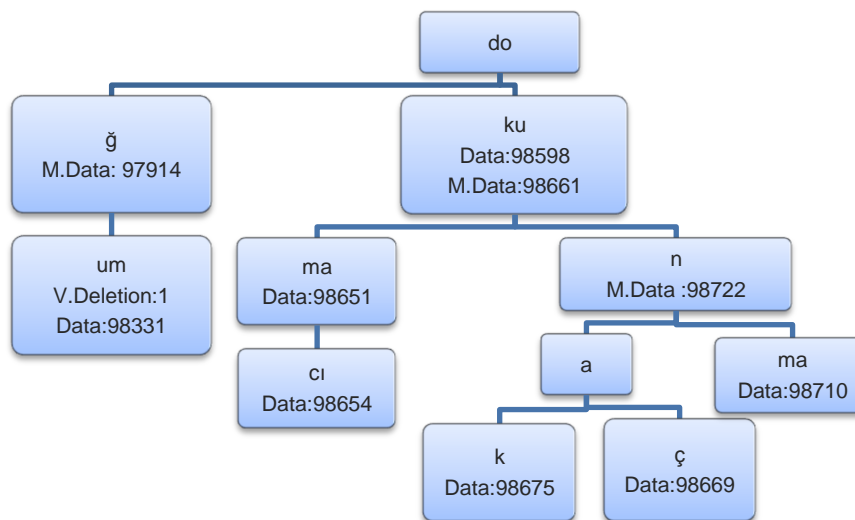 do
ğ
M.Data: 97914
ku
Data:98598
M.Data:98661
um
V.Deletion:1
Data:98331
ma
Data:98651
n
M.Data :98722
cı
Data:98654
a
ma
Data:98710
k
Data:98675
ç
Data:98669